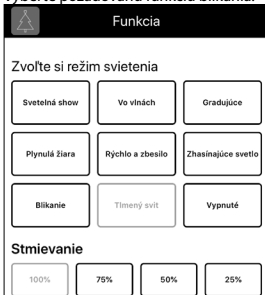 Vyberte požadovanú funkciu blikania.
Funkcia
Zvoľte si režim svietenia
Svetelná show
Vo vlnách
Gradujúce
Plynulá žiara
Rýchlo a zbesilo
Zhasínajúce svetlo
Blikanie
Tlmený svit
Vypnuté
Stmievanie
100%
75%
50%
25%